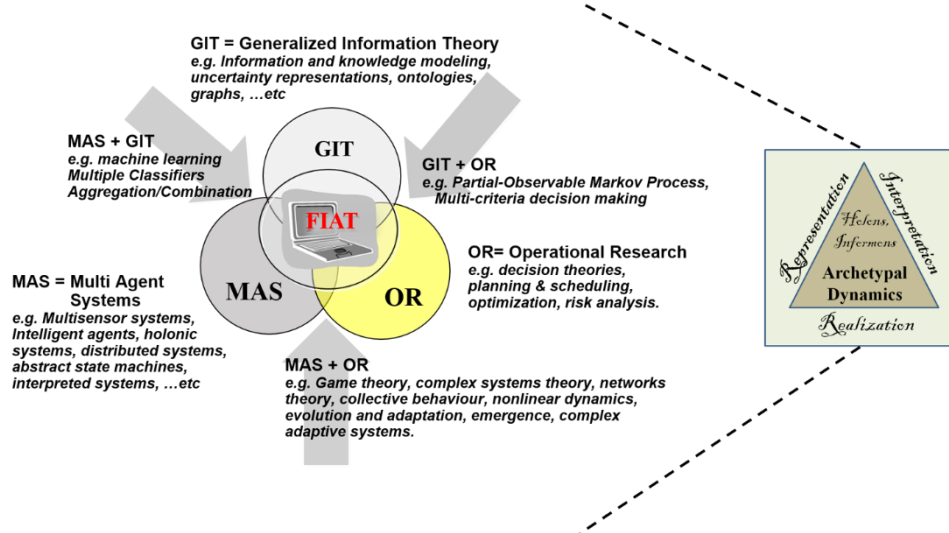 GIT = Generalized Information Theory
e.g. Information and knowledge modeling,
uncertainty representations, ontologies,
graphs, …etc
MAS + GIT
e.g. machine learning
Multiple Classifiers
Aggregation/Combination
GIT
GIT + OR
e.g. Partial-Observable Markov Process,
Multi-criteria decision making
FIAT
MAS
OR
OR= Operational Research
e.g. decision theories,
planning & scheduling,
optimization, risk analysis.
MAS = Multi Agent
Systems
e.g. Multisensor systems,
Intelligent agents, holonic
systems, distributed systems,
abstract state machines,
interpreted systems, …etc
MAS + OR
e.g. Game theory, complex systems theory, networks
theory, collective behaviour, nonlinear dynamics,
evolution and adaptation, emergence, complex
adaptive systems.
Representation
Interpretation
Holons,
Informons
Archetypal
Dynamics
Realization